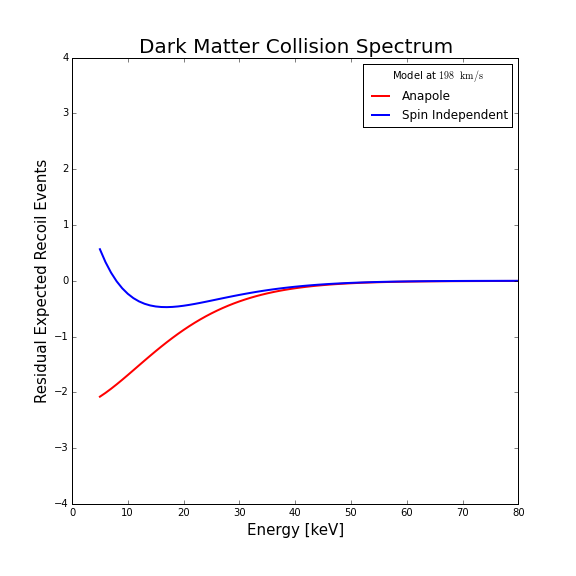 Dark Matter Collision Spectrum
Model at 198 km/s
Anapole
Spin Independent
Residual Expected Recoil Events
4
3
2
1
0
−1
−2
−3
−4
0 10 20 30 40 50 60 70 80
Energy [keV]